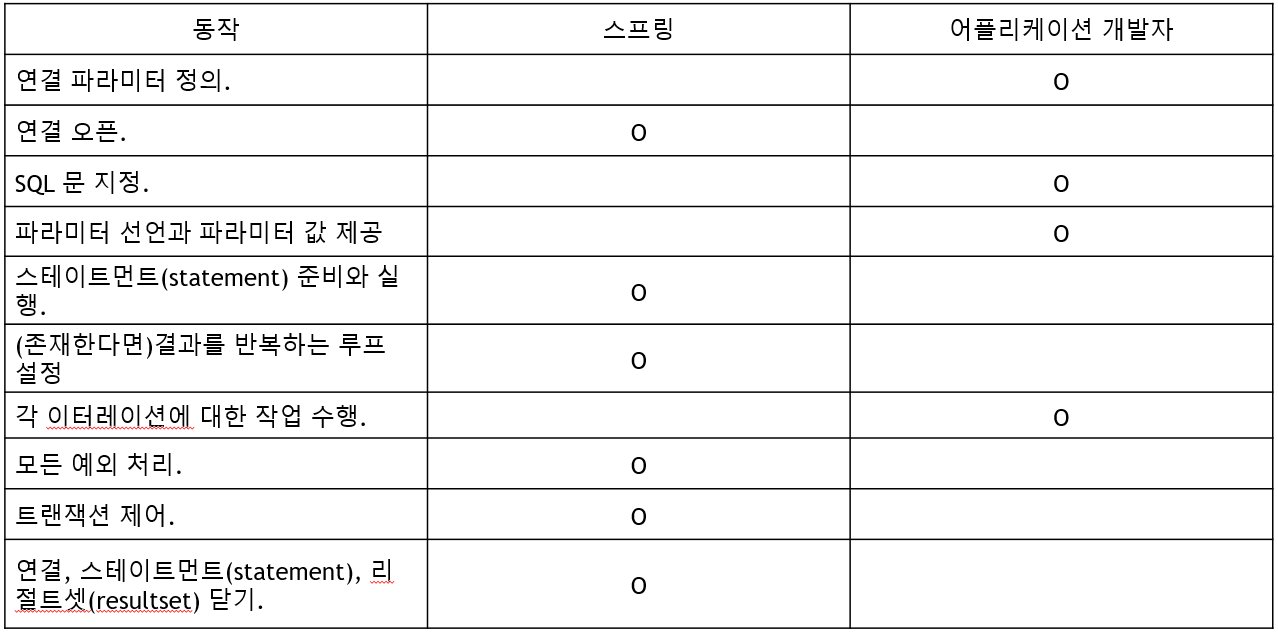 동작 스프링 어플리케이션 개발자
연결 파라미터 정의. O
연결 오픈. O
SQL 문 지정. O
파라미터 선언과 파라미터 값 제공 O
스테이트먼트(statement) 준비와 실
행. O
(존재한다면)결과를 반복하는 루프
설정 O
각 이터레이션에 대한 작업 수행. O
모든 예외 처리. O
트랜잭션 제어. O
연결, 스테이트먼트(statement), 리
절트셋(resultset) 닫기. O